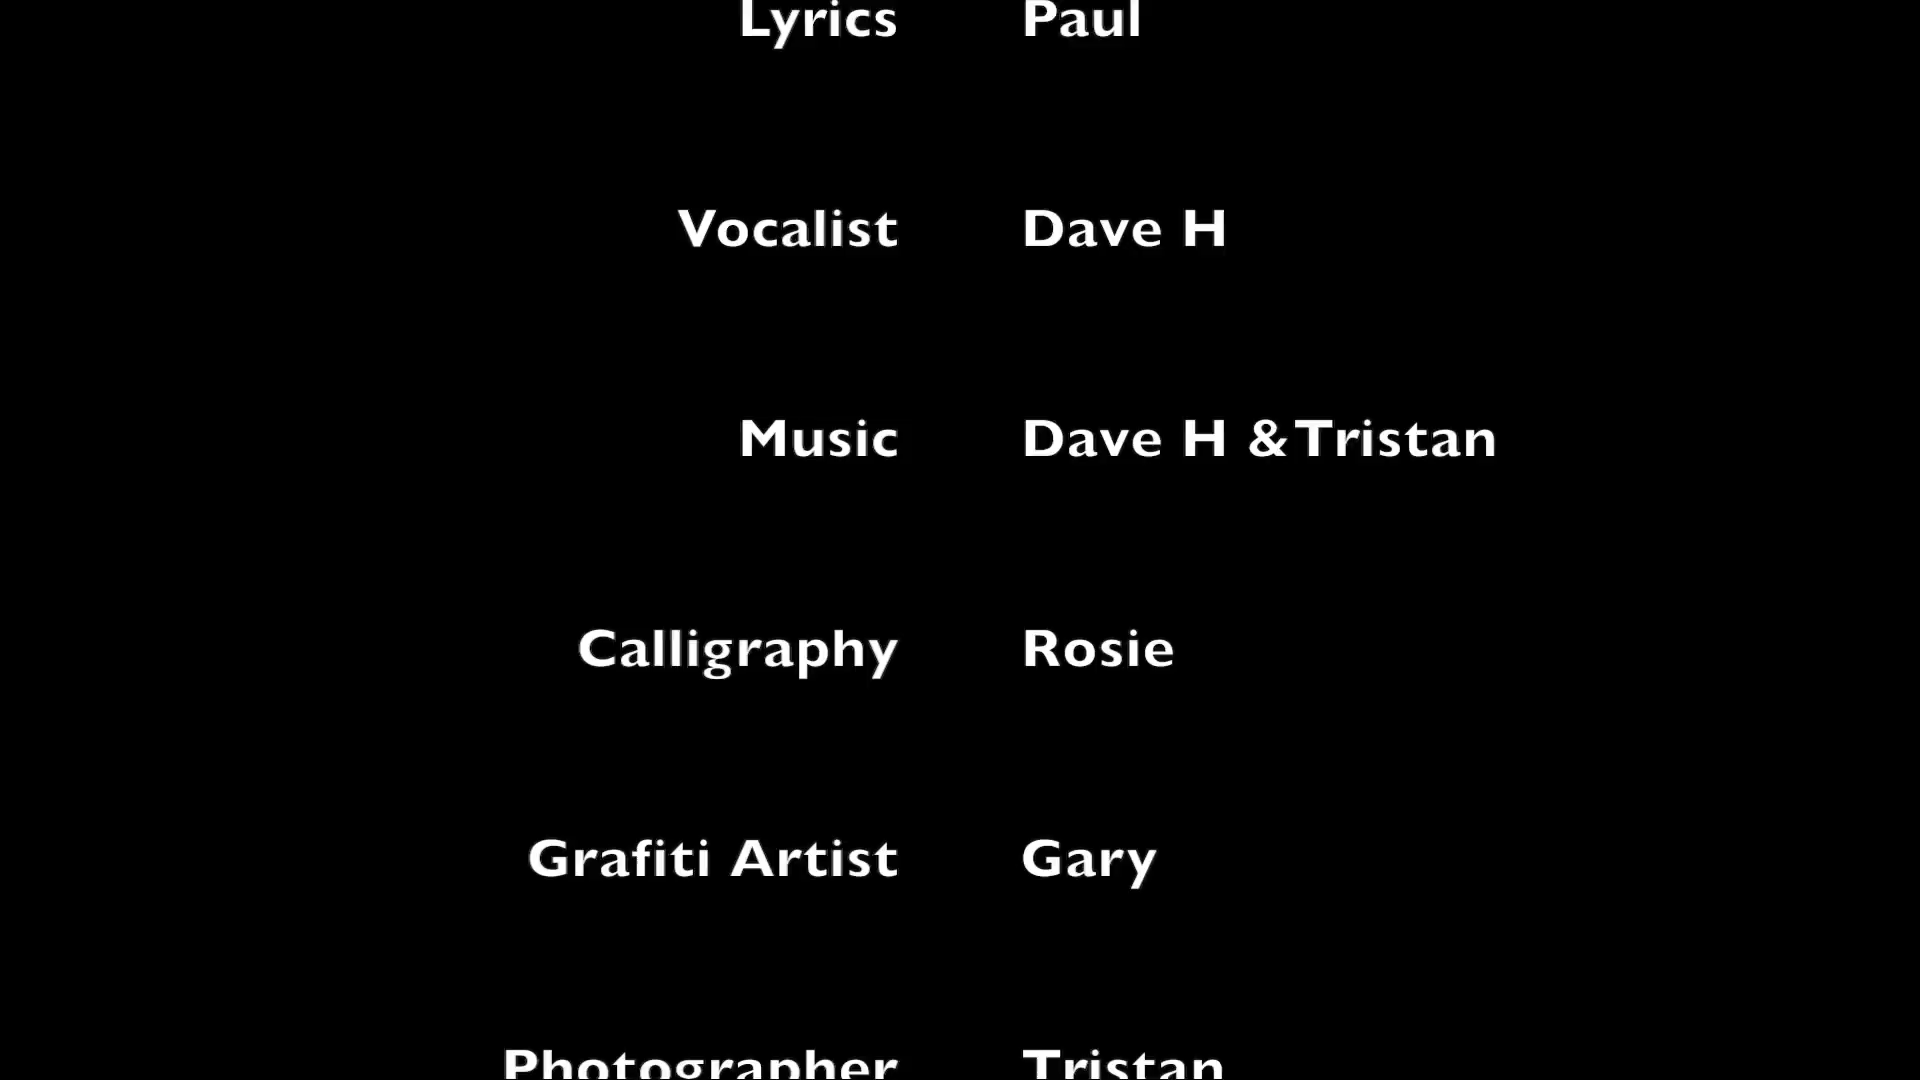 Lyrics Paul
Vocalist Dave H
Music Dave H & Tristan
Calligraphy Rosie
Grafiti Artist Gary
Photographer Tristan